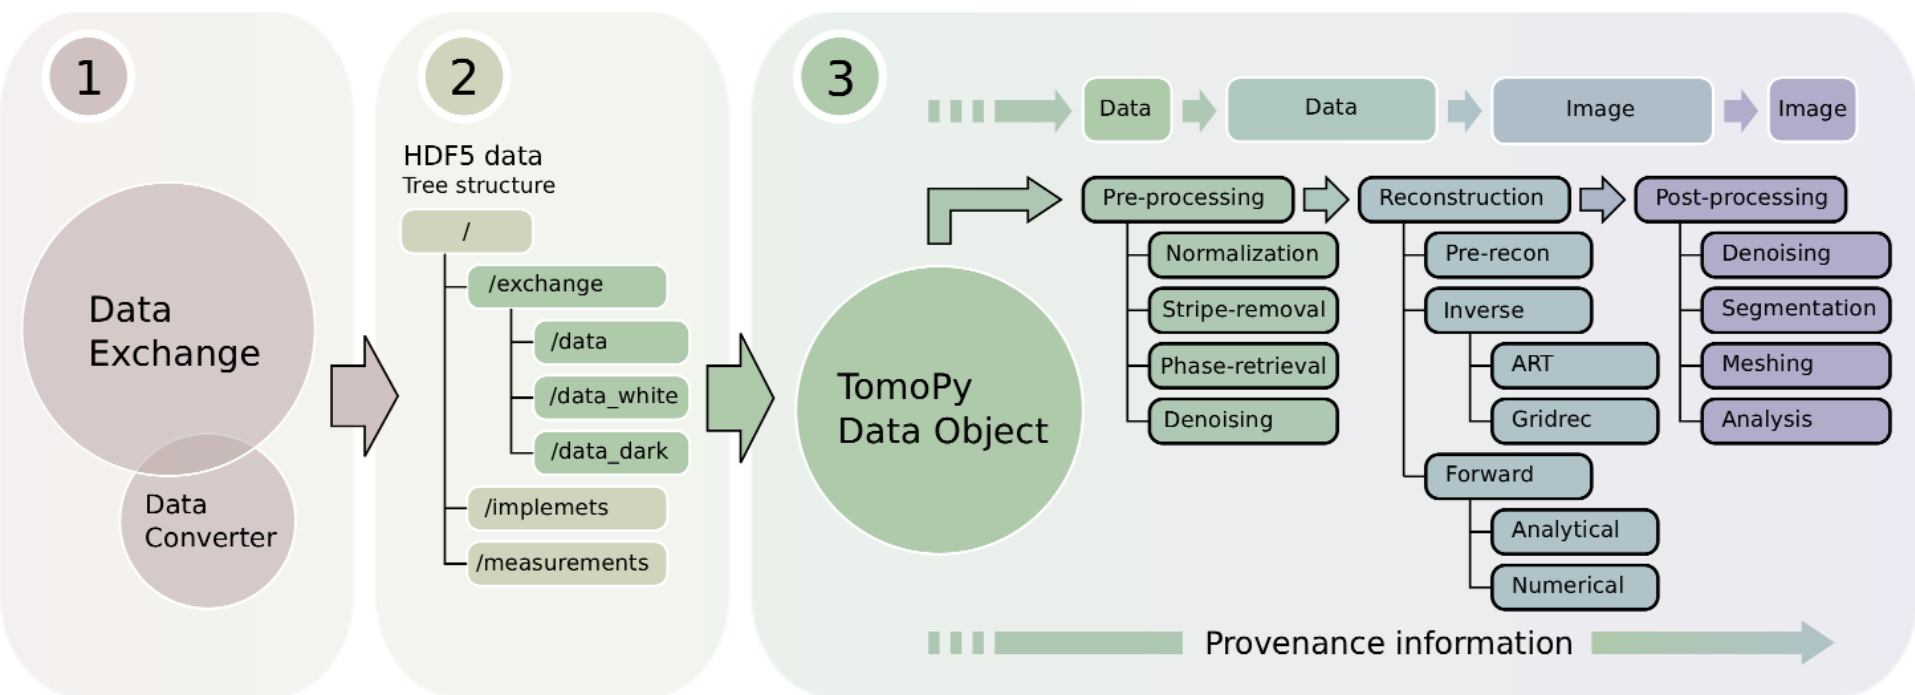 1
Data
Exchange
Data
Converter
2
HDF5 data
Tree structure
/
/exchange
/data
/data_white
/data_dark
/implemets
/measurements
3
TomoPy
Data Object
Data
Data
Image
Image
Pre-processing
Normalization
Stripe-removal
Phase-retrieval
Denoising
Reconstruction
Pre-recon
Inverse
ART
Gridrec
Forward
Analytical
Numerical
Post-processing
Denoising
Segmentation
Meshing
Analysis
Provenance information